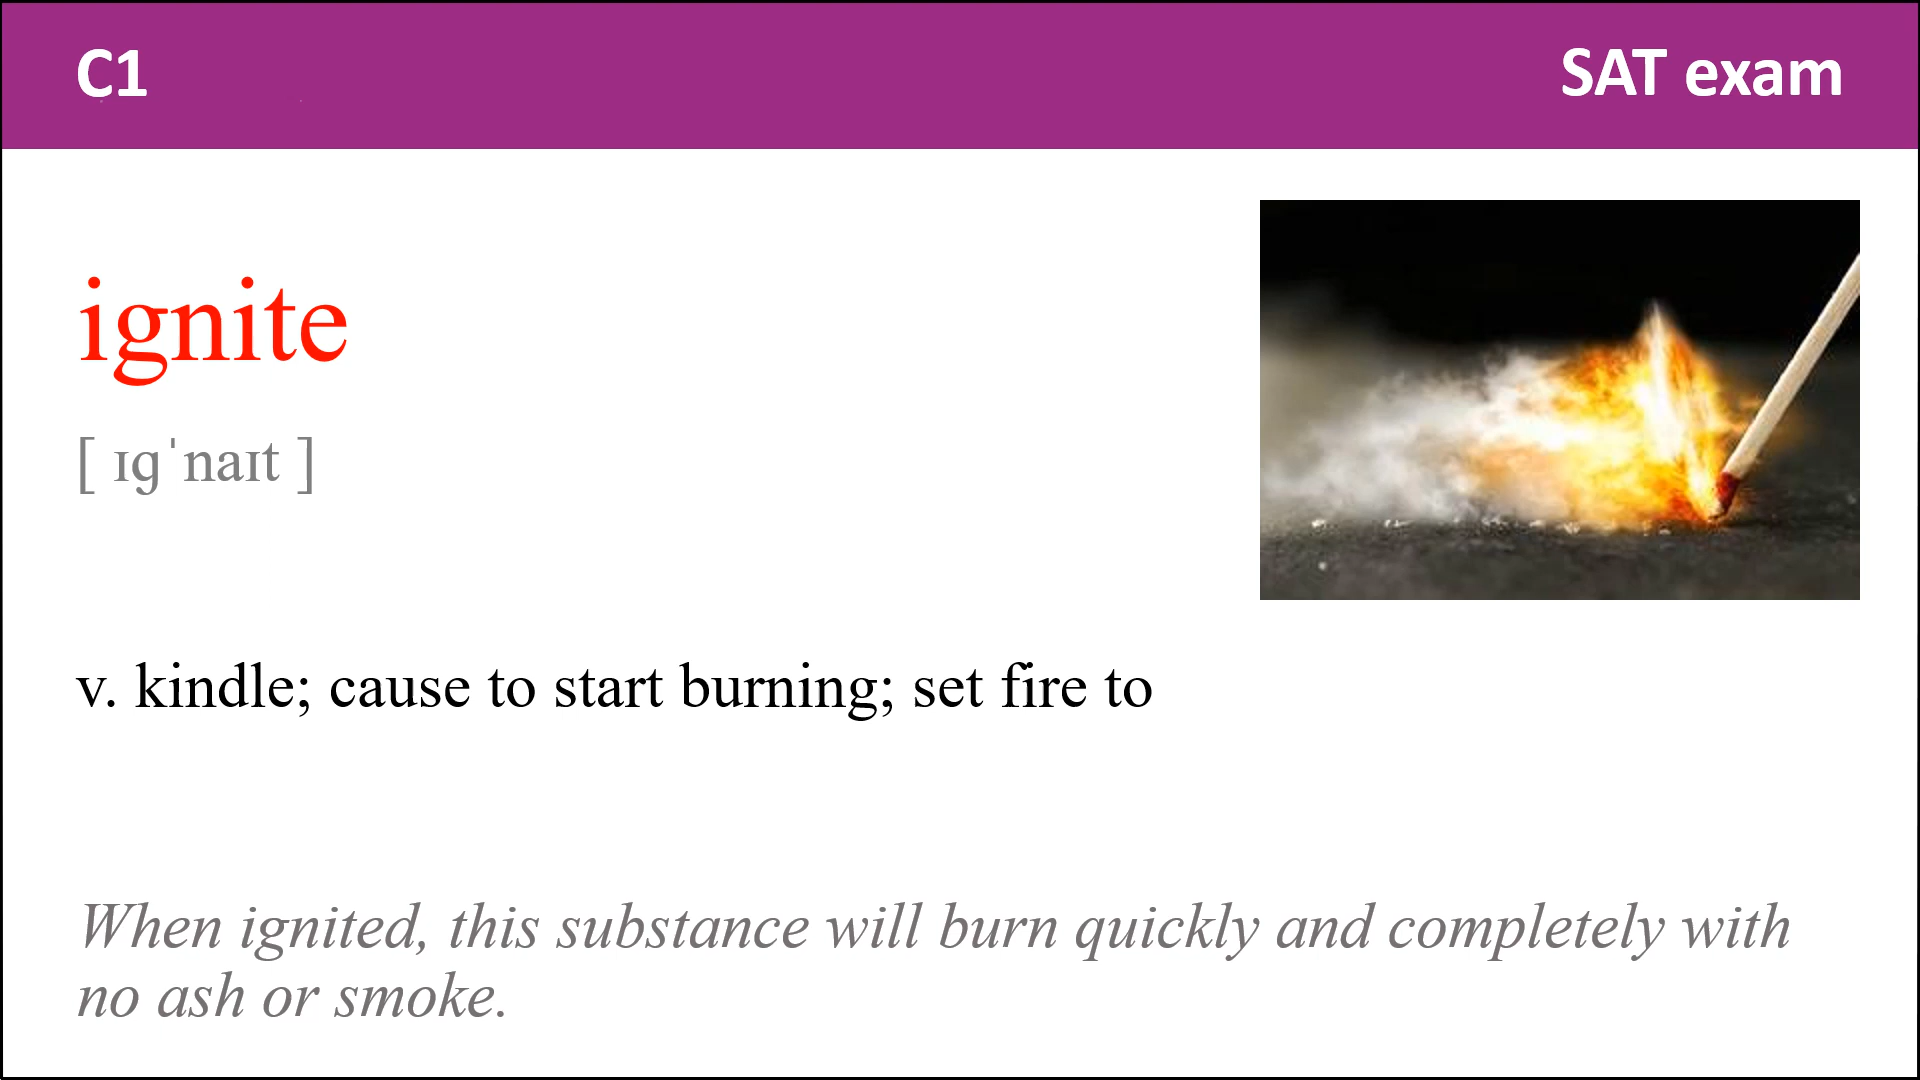 C1
SAT exam
ignite
[ ɪɡˈnaɪt ]
v. kindle; cause to start burning; set fire to
When ignited, this substance will burn quickly and completely with
no ash or smoke.